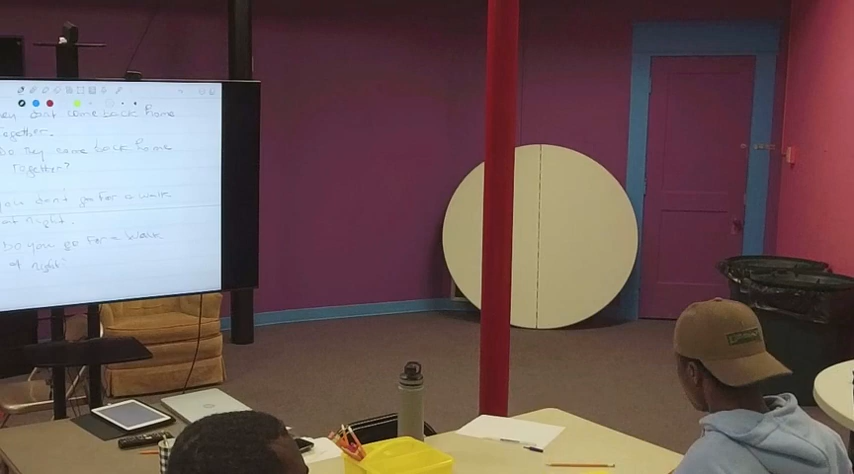 hey dont come back home
Together.
Do they come back home
Together?
you don't go for a walk
at night.
Do you go for a walk
at night?